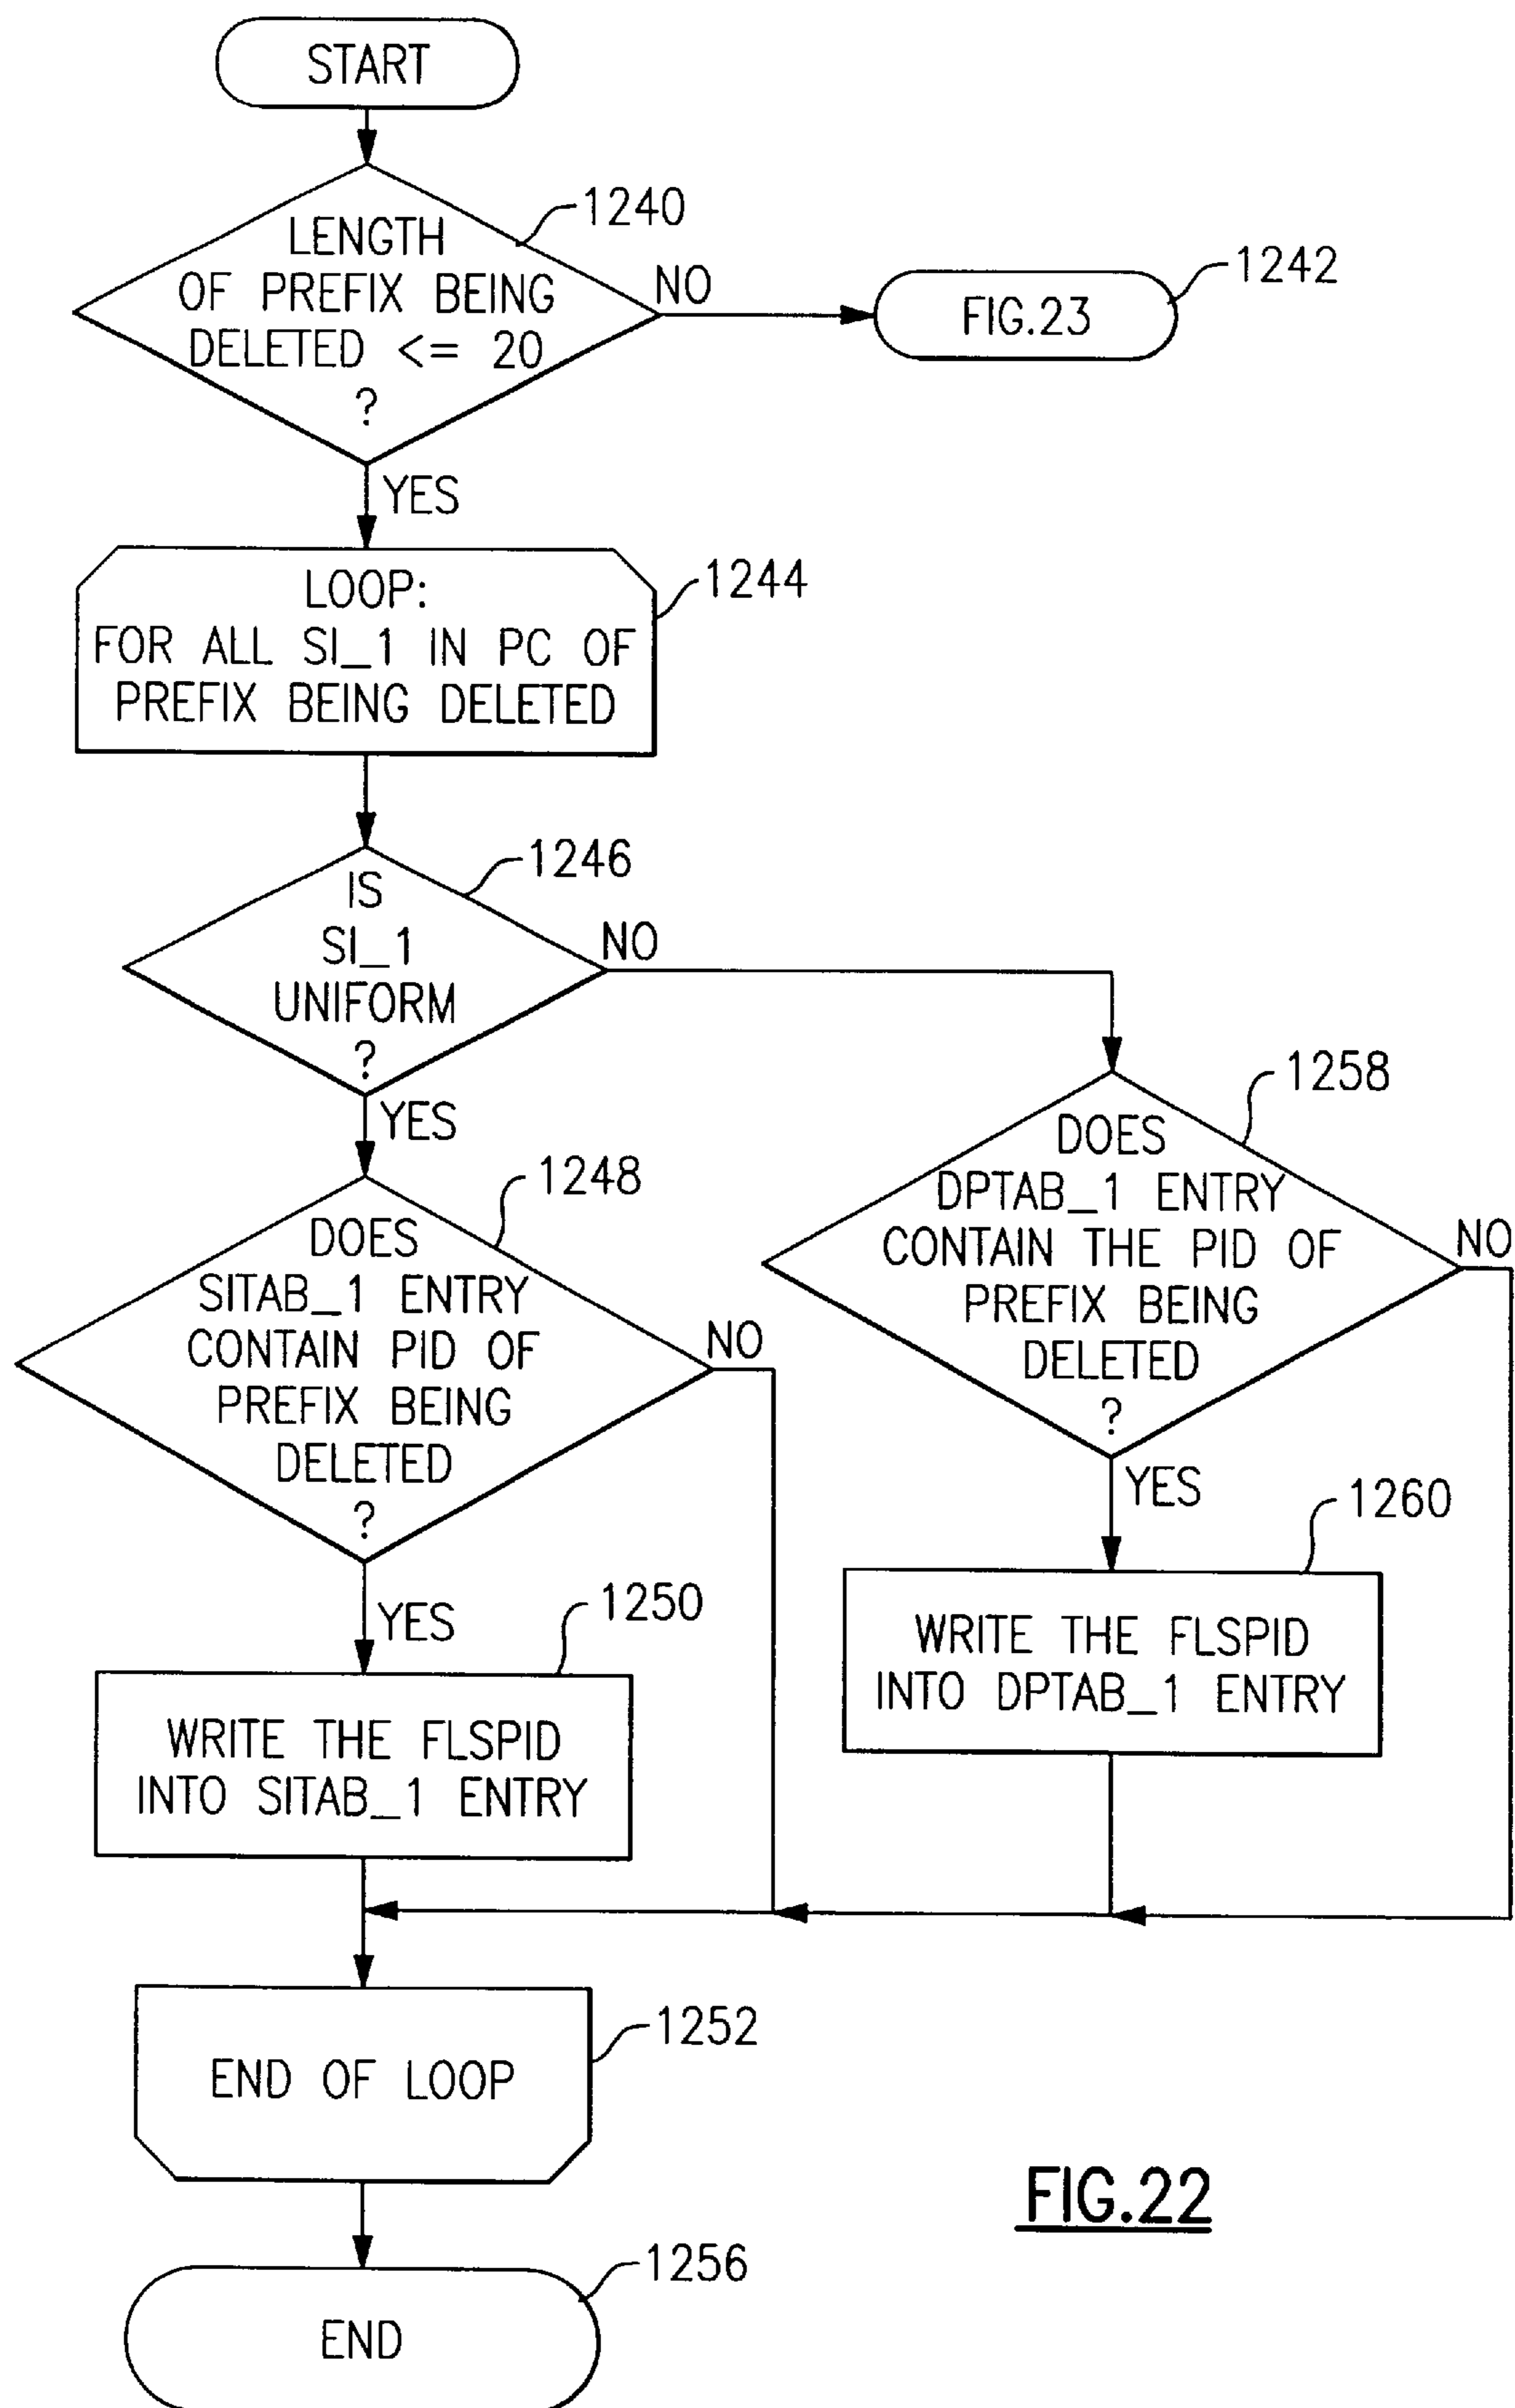 START
1240
LENGTH
OF PREFIX BEING
DELETED <= 20
?
NO
FIG.23
1242
YES
1244
LOOP:
FOR ALL SI_1 IN PC OF
PREFIX BEING DELETED
1246
IS
SI_1
UNIFORM
?
NO
YES
1248
DOES
SITAB_1 ENTRY
CONTAIN PID OF
PREFIX BEING
DELETED
?
NO
YES
1250
WRITE THE FLSPID
INTO SITAB_1 ENTRY
1258
DOES
DPTAB_1 ENTRY
CONTAIN THE PID OF
PREFIX BEING
DELETED
?
NO
YES
1260
WRITE THE FLSPID
INTO DPTAB_1 ENTRY
1252
END OF LOOP
1256
END
FIG.22